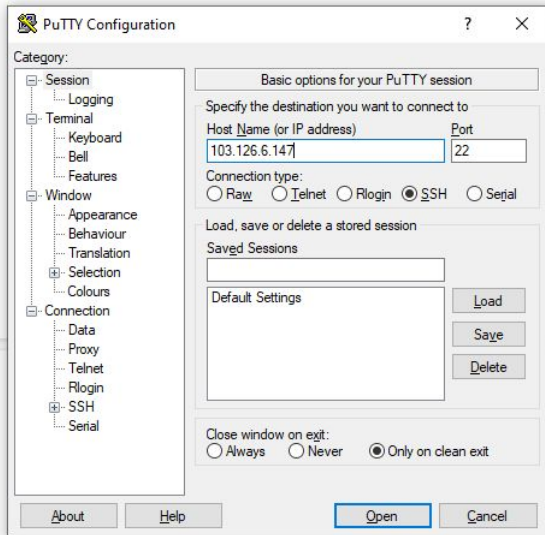 PuTTY Configuration
?
Category:
Session
Logging
Terminal
Keyboard
Bell
Features
Window
Appearance
Behaviour
Translation
Selection
Colours
Connection
Data
Proxy
Telnet
Rlogin
SSH
Serial
Basic options for your PuTTY session
Specify the destination you want to connect to
Host Name (or IP address) Port
103.126.6.147 22
Connection type:
Raw Telnet Rlogin SSH Serial
Load, save or delete a stored session
Saved Sessions
Default Settings
Load
Save
Delete
Close window on exit:
Always Never Only on clean exit
About Help Open Cancel